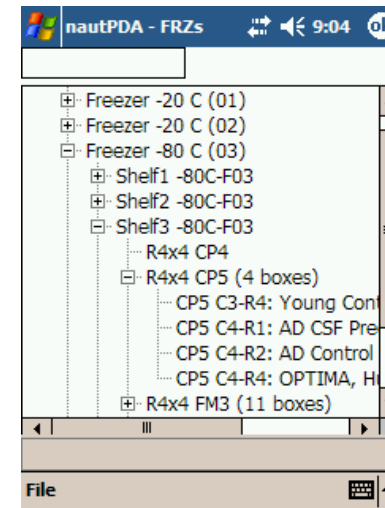 nautPDA - FRZs 9:04
Freezer -20 C (01)
Freezer -20 C (02)
Freezer -80 C (03)
Shelf1 -80C-F03
Shelf2 -80C-F03
Shelf3 -80C-F03
R4x4 CP4
R4x4 CP5 (4 boxes)
CP5 C3-R4: Young Cont
CP5 C4-R1: AD CSF Pre
CP5 C4-R2: AD Control
CP5 C4-R4: OPTIMA, Hu
R4x4 FM3 (11 boxes)
File